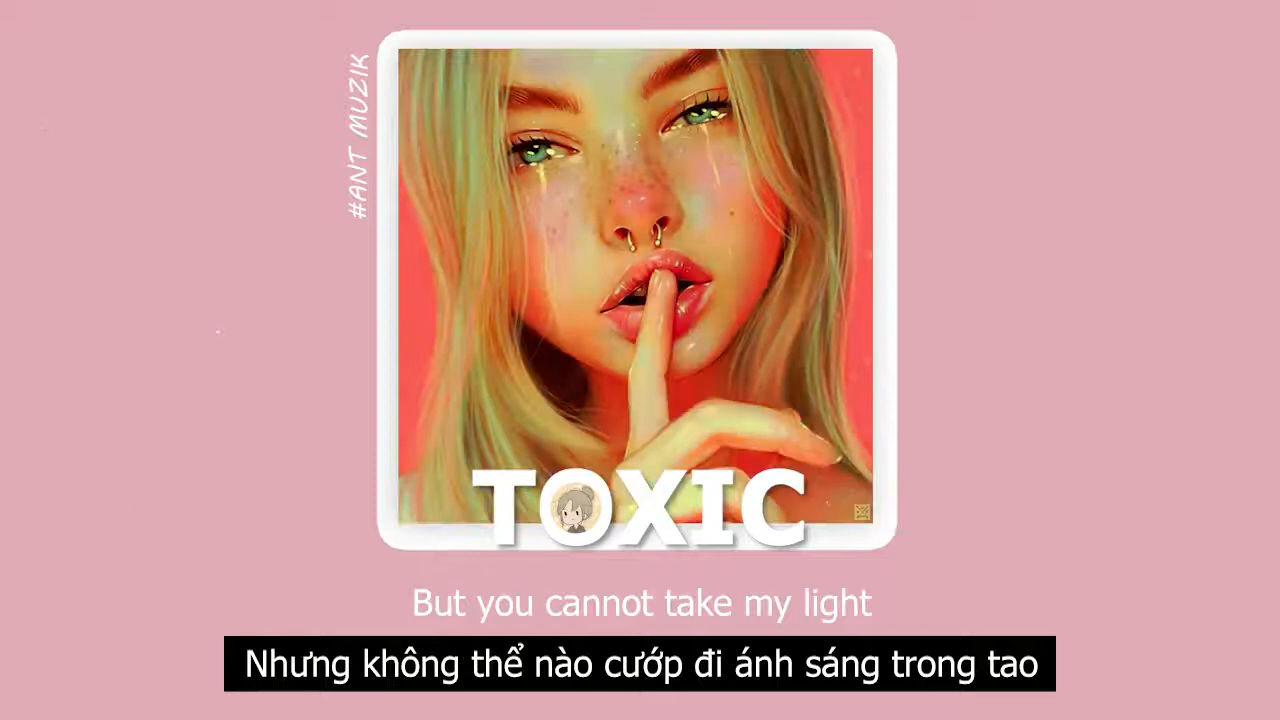 #ANT MUZIK
TOXIC
But you cannot take my light
Nhưng không thể nào cướp đi ánh sáng trong tao